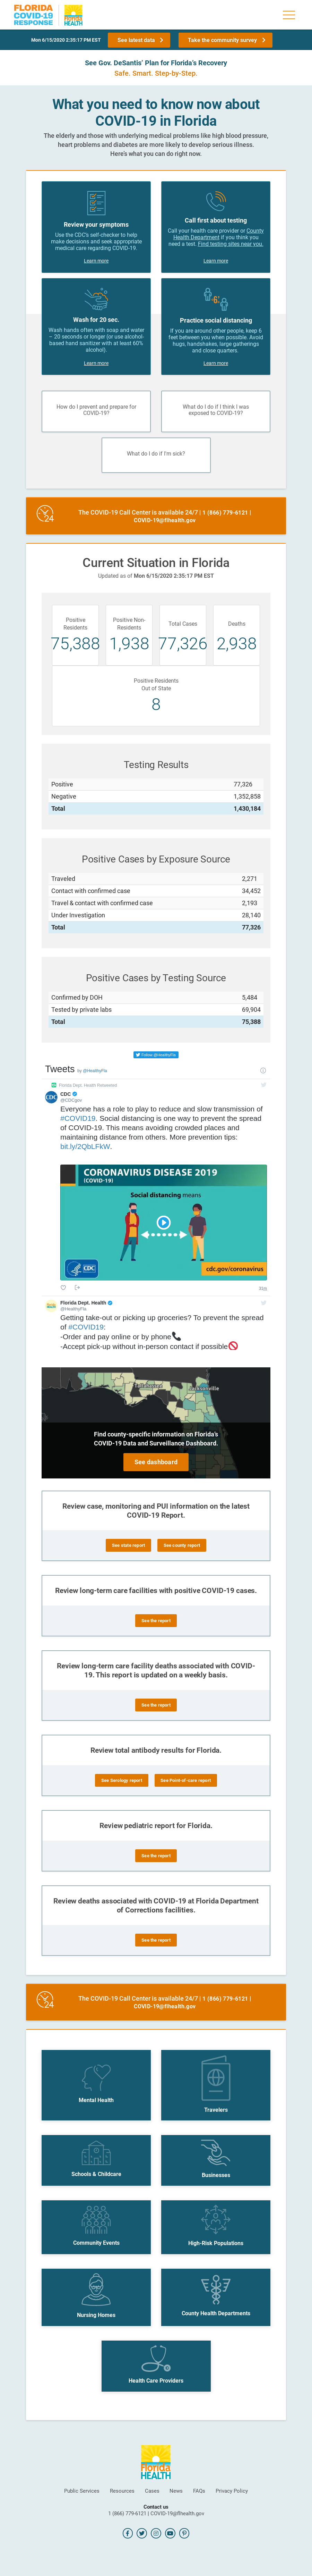 FLORIDA
COVID-19
RESPONSE
Florida
HEALTH
Mon 6/15/2020 2:35:17 PM EST
See latest data
Take the community survey
See Gov. DeSantis' Plan for Florida's Recovery
Safe. Smart. Step-by-Step.
What you need to know now about
COVID-19 in Florida
The elderly and those with underlying medical problems like high blood pressure,
heart problems and diabetes are more likely to develop serious illness.
Here's what you can do right now.
Review your symptoms
Use the CDC's self-checker to help
make decisions and seek appropriate
medical care regarding COVID-19.
Learn more
Call first about testing
Call your health care provider or County
Health Department if you think you
need a test. Find testing sites near you.
Learn more
Wash for 20 sec.
Wash hands often with soap and water
– 20 seconds or longer (or use alcohol-
based hand sanitizer with at least 60%
alcohol).
Learn more
6'
Practice social distancing
If you are around other people, keep 6
feet between you when possible. Avoid
hugs, handshakes, large gatherings
and close quarters.
Learn more
How do I prevent and prepare for
COVID-19?
What do I do if I think I was
exposed to COVID-19?
What do I do if I'm sick?
24
The COVID-19 Call Center is available 24/7 | 1 (866) 779-6121 |
COVID-19@flhealth.gov
Current Situation in Florida
Updated as of Mon 6/15/2020 2:35:17 PM EST
Positive
Residents
75,388
Positive Non-
Residents
1,938
Total Cases
77,326
Deaths
2,938
Positive Residents
Out of State
8
Testing Results
Positive 77,326
Negative 1,352,858
Total 1,430,184
Positive Cases by Exposure Source
Traveled 2,271
Contact with confirmed case 34,452
Travel & contact with confirmed case 2,193
Under Investigation 28,140
Total 77,326
Positive Cases by Testing Source
Confirmed by DOH 5,484
Tested by private labs 69,904
Total 75,388
Follow @HealthyFla
Tweets by @HealthyFla
Florida Dept. Health Retweeted
CDC
@CDCgov
Everyone has a role to play to reduce and slow transmission of
#COVID19. Social distancing is one way to prevent the spread
of COVID-19. This means avoiding crowded places and
maintaining distance from others. More prevention tips:
bit.ly/2QbLFkW.
CORONAVIRUS DISEASE 2019
(COVID-19)
Social distancing means
CDC
cdc.gov/coronavirus
Florida Dept. Health
@HealthyFla
Getting take-out or picking up groceries? To prevent the spread
of #COVID19:
-Order and pay online or by phone
-Accept pick-up without in-person contact if possible
Tallahassee
Jacksonville
Find county-specific information on Florida's
COVID-19 Data and Surveillance Dashboard.
See dashboard
Review case, monitoring and PUI information on the latest
COVID-19 Report.
See state report
See county report
Review long-term care facilities with positive COVID-19 cases.
See the report
Review long-term care facility deaths associated with COVID-
19. This report is updated on a weekly basis.
See the report
Review total antibody results for Florida.
See Serology report
See Point-of-care report
Review pediatric report for Florida.
See the report
Review deaths associated with COVID-19 at Florida Department
of Corrections facilities.
See the report
24
The COVID-19 Call Center is available 24/7 | 1 (866) 779-6121 |
COVID-19@flhealth.gov
Mental Health
Travelers
Schools & Childcare
Businesses
Community Events
High-Risk Populations
Nursing Homes
County Health Departments
Health Care Providers
Florida
HEALTH
Public Services Resources Cases News FAQs Privacy Policy
Contact us
1 (866) 779-6121 | COVID-19@flhealth.gov